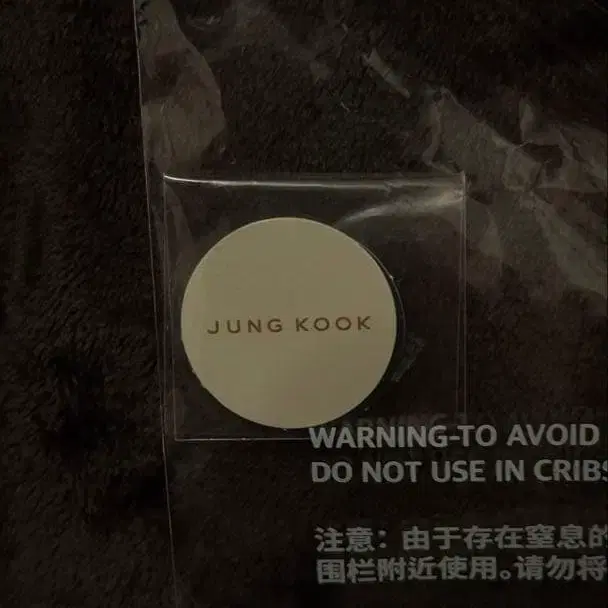 JUNG KOOK
WARNING-TO AVOID
DO NOT USE IN CRIBS
注意：由于存在窒息的
围栏附近使用。请勿将